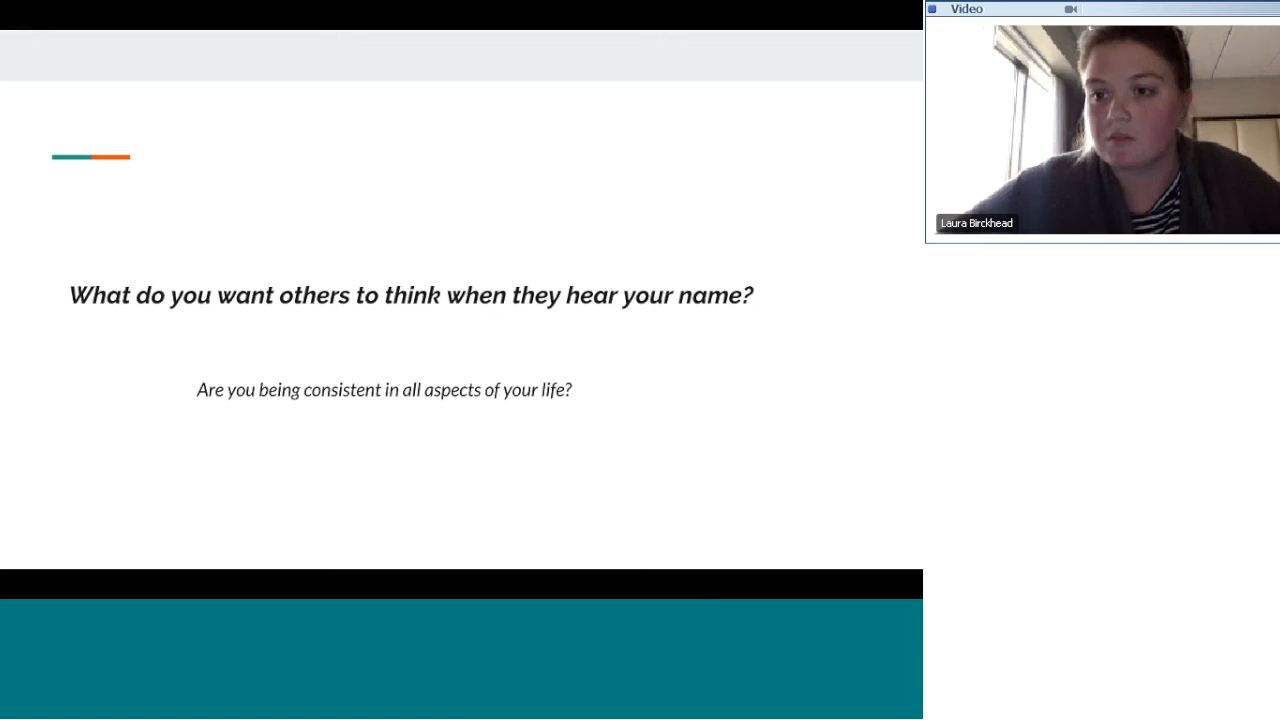 Video
Laura Birckhead
What do you want others to think when they hear your name?
Are you being consistent in all aspects of your life?